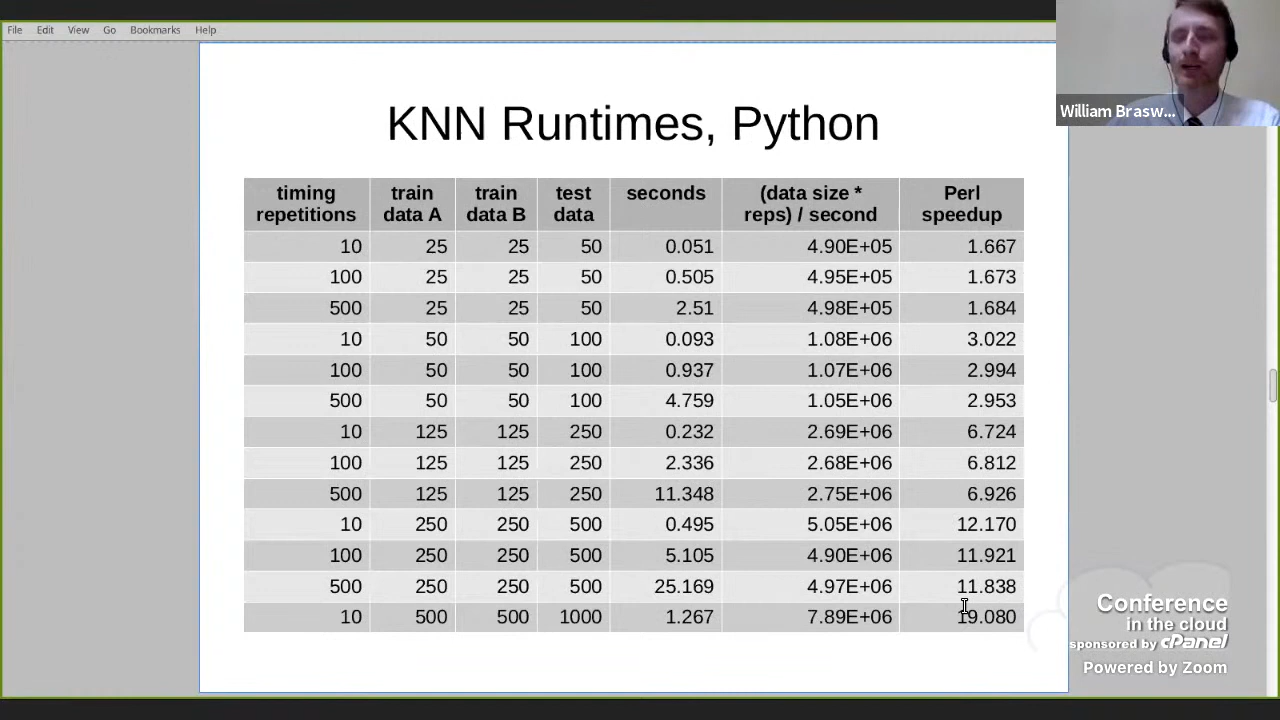 File Edit View Go Bookmarks Help
William Brasw...
KNN Runtimes, Python
timing repetitions train data A train data B test data seconds (data size * reps) / second Perl speedup
10 25 25 50 0.051 4.90E+05 1.667
100 25 25 50 0.505 4.95E+05 1.673
500 25 25 50 2.51 4.98E+05 1.684
10 50 50 100 0.093 1.08E+06 3.022
100 50 50 100 0.937 1.07E+06 2.994
500 50 50 100 4.759 1.05E+06 2.953
10 125 125 250 0.232 2.69E+06 6.724
100 125 125 250 2.336 2.68E+06 6.812
500 125 125 250 11.348 2.75E+06 6.926
10 250 250 500 0.495 5.05E+06 12.170
100 250 250 500 5.105 4.90E+06 11.921
500 250 250 500 25.169 4.97E+06 11.838
10 500 500 1000 1.267 7.89E+06 19.080
Conference
in the cloud
sponsored by cPanel
Powered by Zoom